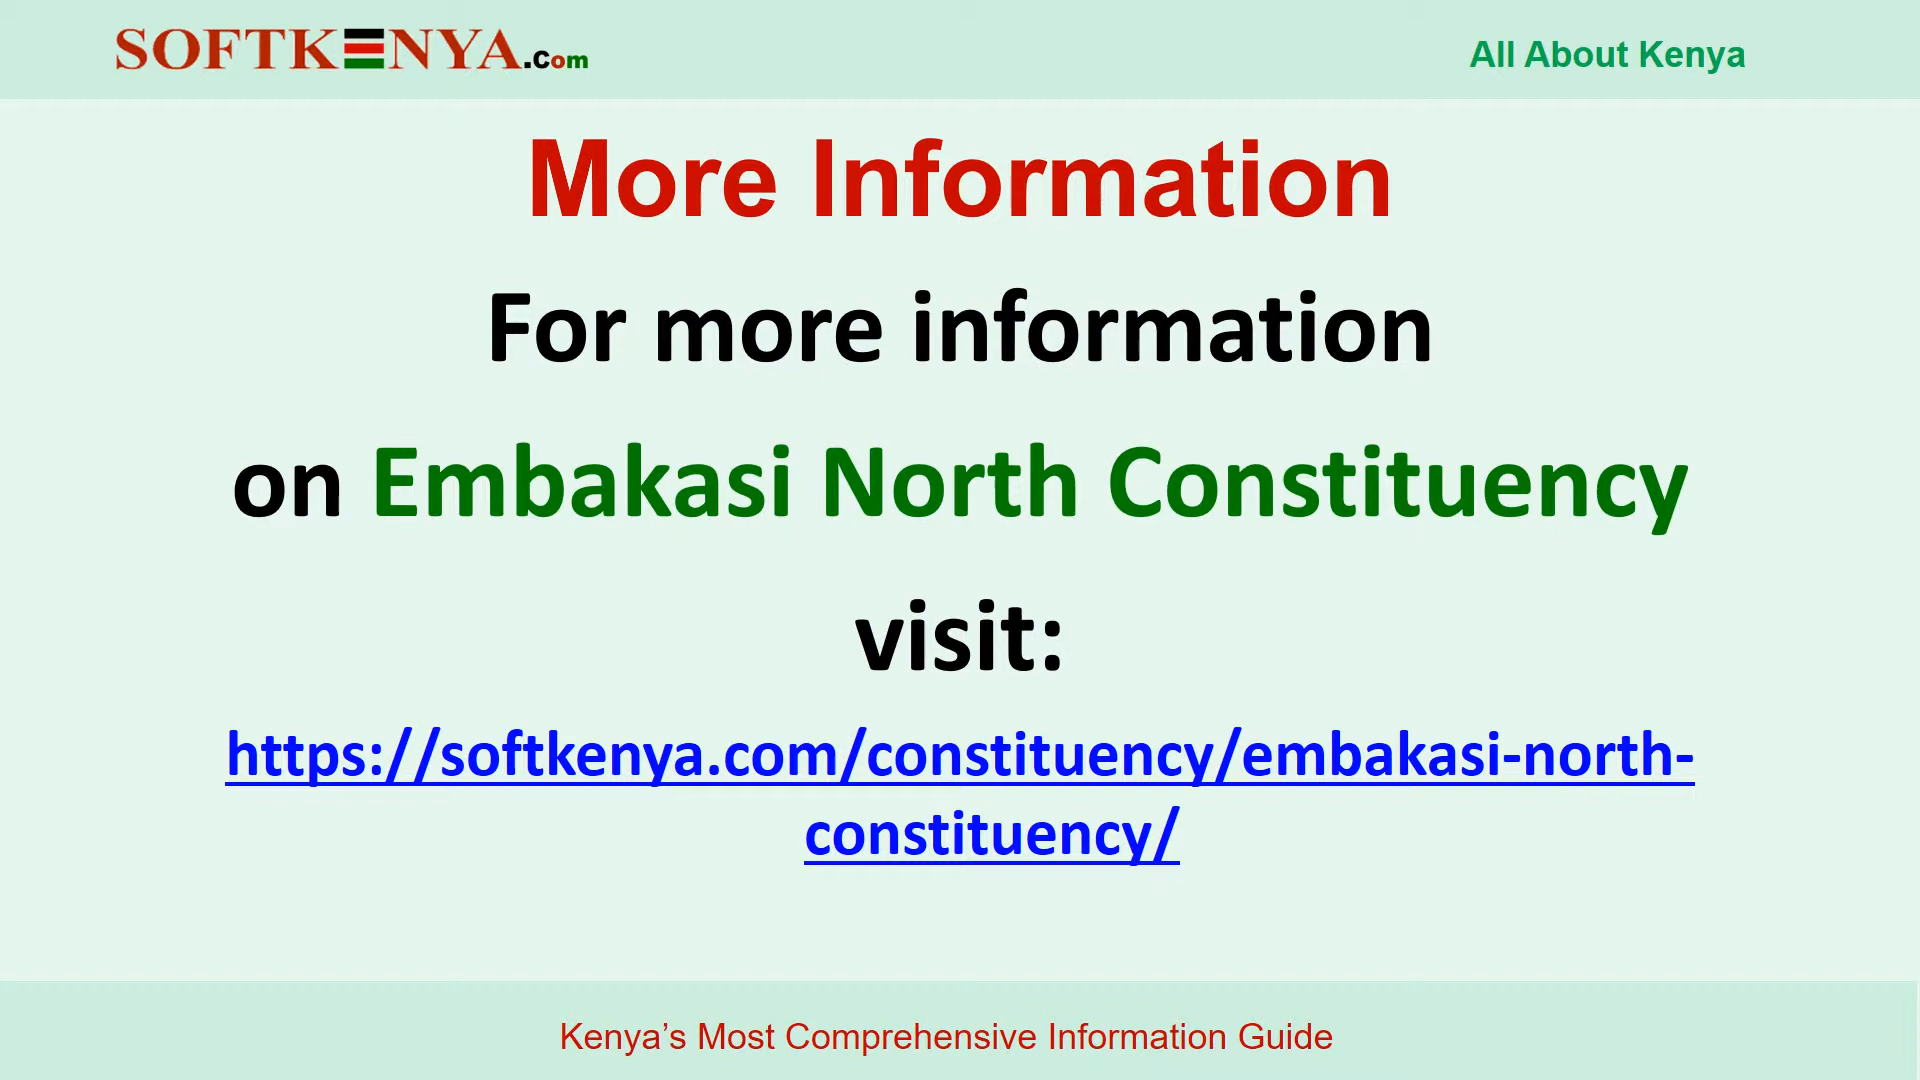 SOFTKENYA.Com
All About Kenya
More Information
For more information
on Embakasi North Constituency
visit:
https://softkenya.com/constituency/embakasi-north-
constituency/
Kenya’s Most Comprehensive Information Guide